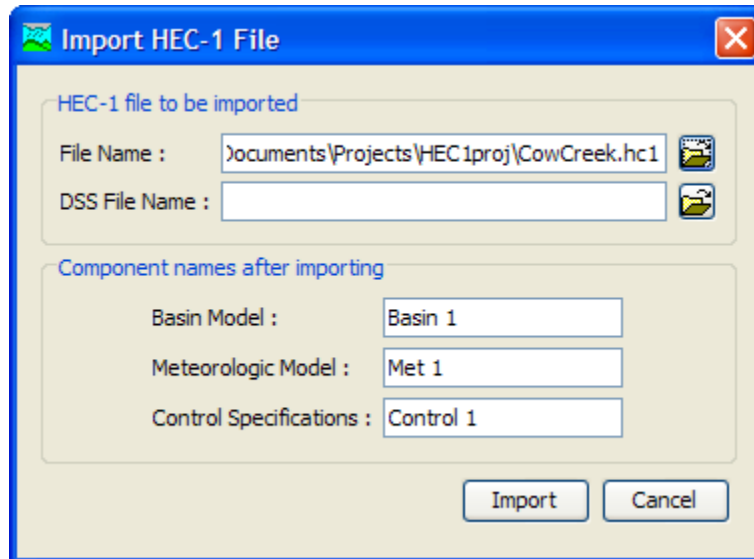 Import HEC-1 File
HEC-1 file to be imported
File Name : Documents\Projects\HEC1proj\CowCreek.hc1
DSS File Name :
Component names after importing
Basin Model : Basin 1
Meteorologic Model : Met 1
Control Specifications : Control 1
Import Cancel